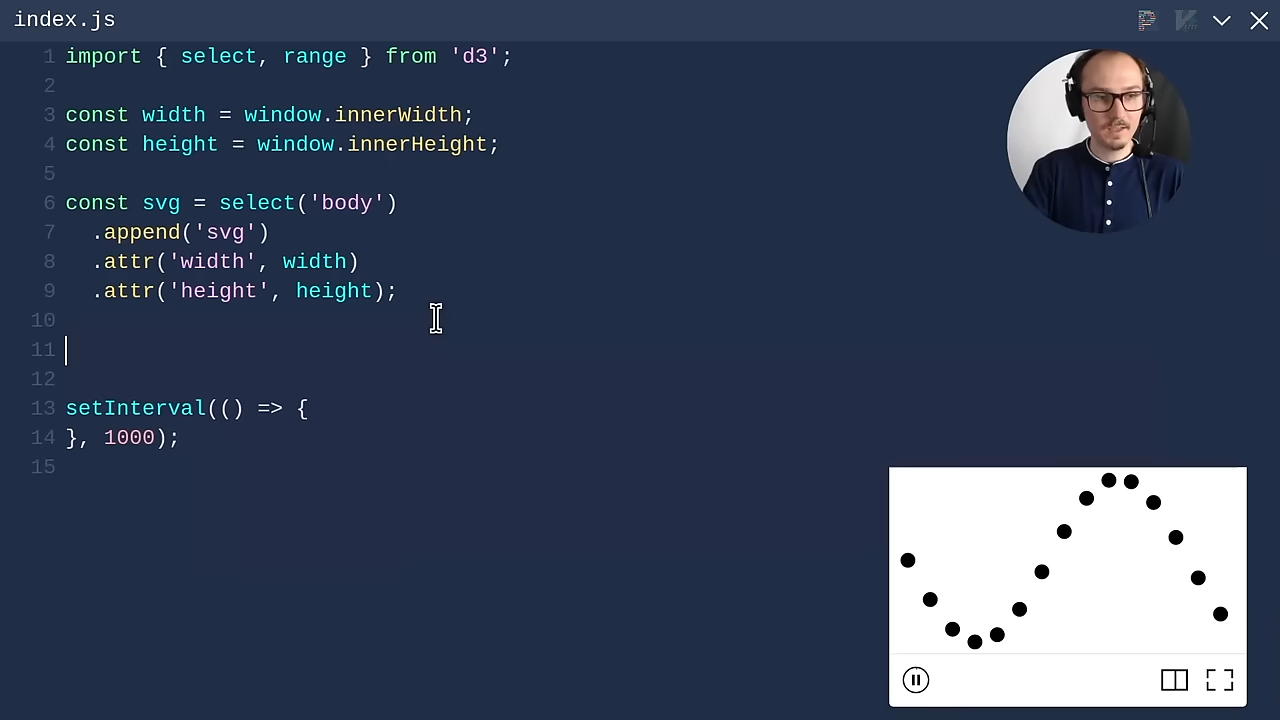 index.js
1 import { select, range } from 'd3';
2
3 const width = window.innerWidth;
4 const height = window.innerHeight;
5
6 const svg = select('body')
7   .append('svg')
8   .attr('width', width)
9   .attr('height', height);
10
11
12
13 setInterval(() => {
14 }, 1000);
15